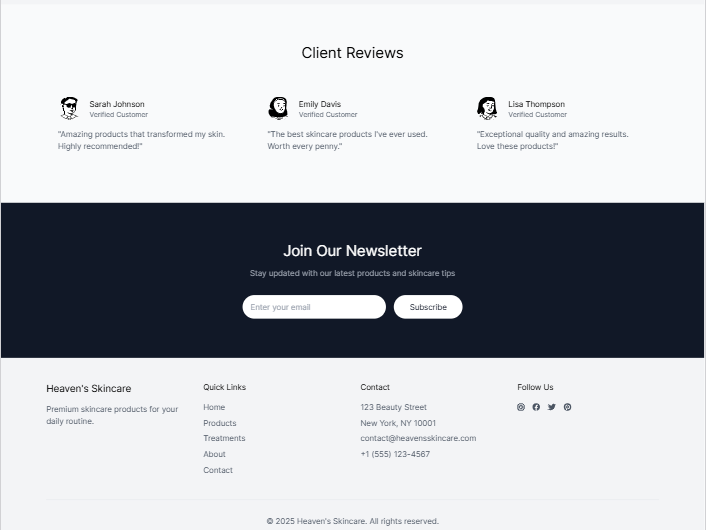 Client Reviews
Sarah Johnson
Verified Customer
"Amazing products that transformed my skin.
Highly recommended!"
Emily Davis
Verified Customer
"The best skincare products I've ever used.
Worth every penny."
Lisa Thompson
Verified Customer
"Exceptional quality and amazing results.
Love these products!"
Join Our Newsletter
Stay updated with our latest products and skincare tips
Enter your email
Subscribe
Heaven's Skincare
Premium skincare products for your
daily routine.
Quick Links
Home
Products
Treatments
About
Contact
Contact
123 Beauty Street
New York, NY 10001
contact@heavensskincare.com
+1 (555) 123-4567
Follow Us
© 2025 Heaven's Skincare. All rights reserved.